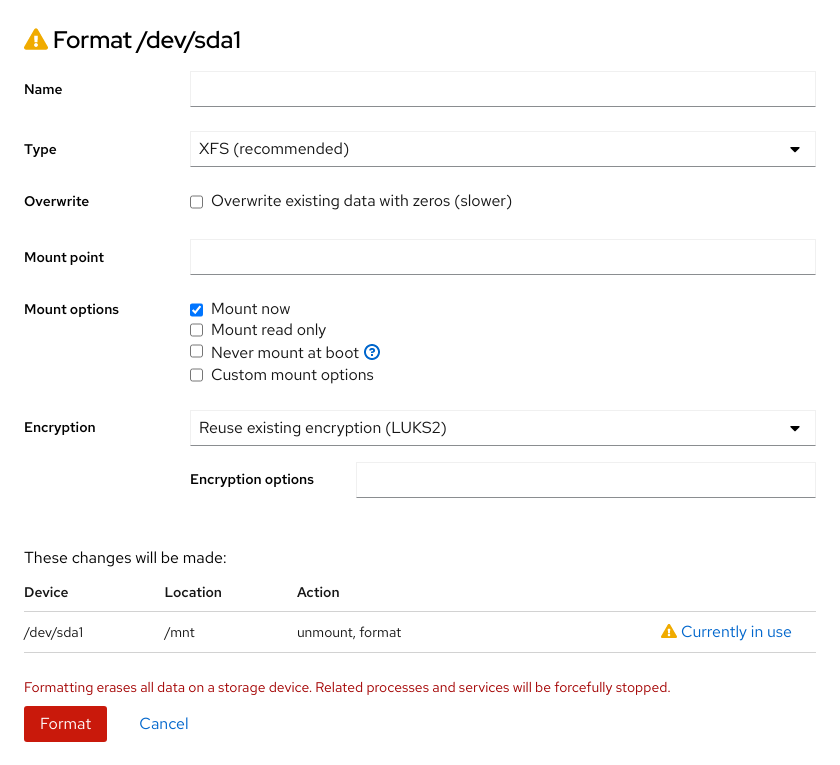 Format /dev/sda1
Name
Type XFS (recommended)
Overwrite Overwrite existing data with zeros (slower)
Mount point
Mount options Mount now
Mount read only
Never mount at boot
Custom mount options
Encryption Reuse existing encryption (LUKS2)
Encryption options
These changes will be made:
Device Location Action
/dev/sda1 /mnt unmount, format Currently in use
Formatting erases all data on a storage device. Related processes and services will be forcefully stopped.
Format Cancel